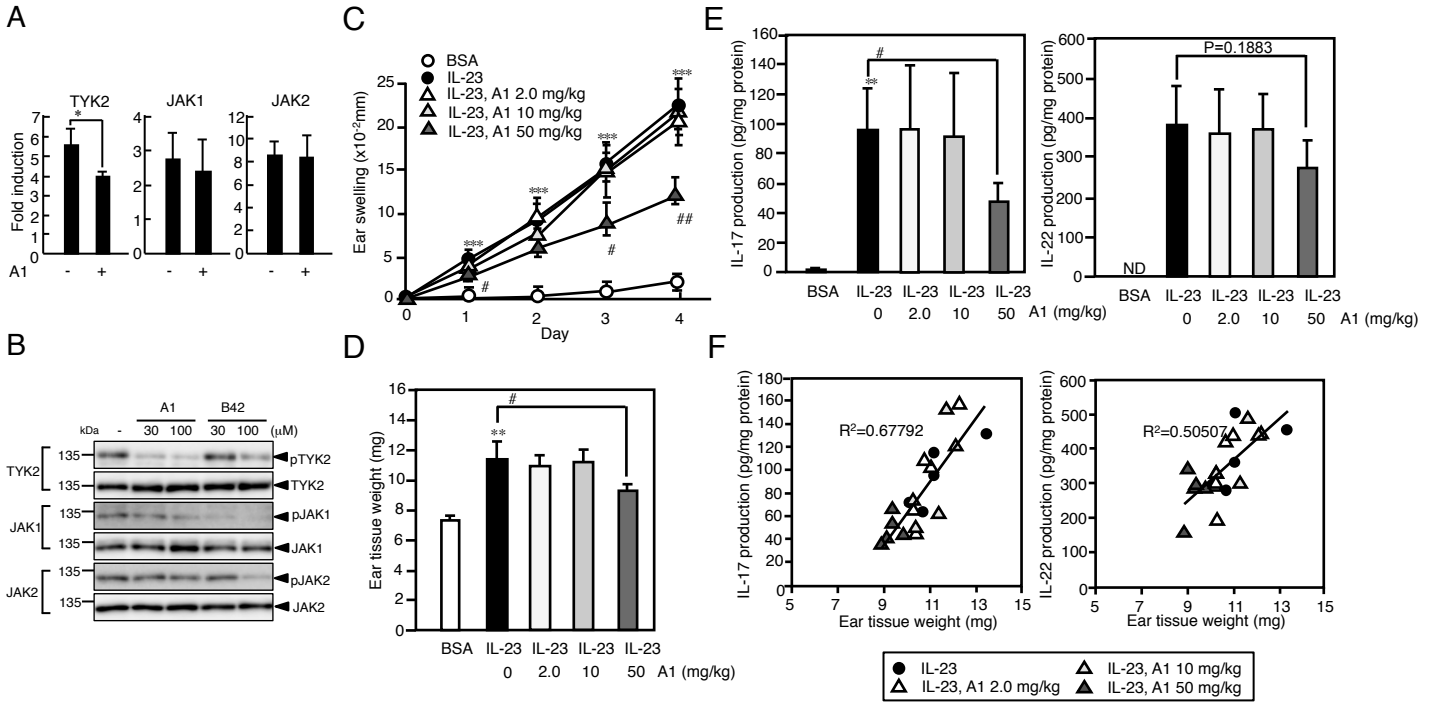 A
TYK2 JAK1 JAK2
Fold induction
7
6
5
4
3
2
1
0
*
4
3
2
1
0
12
10
8
6
4
2
0
A1 - + - + - +
B
A1 B42
kDa - 30 100 30 100 (μM)
TYK2 135 pTYK2
135 TYK2
JAK1 135 pJAK1
135 JAK1
JAK2 135 pJAK2
135 JAK2
C
BSA
IL-23
IL-23, A1 2.0 mg/kg
IL-23, A1 10 mg/kg
IL-23, A1 50 mg/kg
Ear swelling (x10-2mm)
25
20
15
10
5
0
*** *** *** ***
# # ##
0 1 2 3 4
Day
D
Ear tissue weight (mg)
16
14
12
10
8
6
4
2
0
#
**
BSA IL-23 IL-23 IL-23 IL-23
0 2.0 10 50 A1 (mg/kg)
E
IL-17 production (pg/mg protein)
160
140
120
100
80
60
40
20
0
#
**
BSA IL-23 IL-23 IL-23 IL-23
0 2.0 10 50 A1 (mg/kg)
IL-22 production (pg/mg protein)
600
500
400
300
200
100
0
P=0.1883
ND
BSA IL-23 IL-23 IL-23 IL-23
0 2.0 10 50 A1 (mg/kg)
F
IL-17 production (pg/mg protein)
180
160
140
120
100
80
60
40
20
0
R2=0.67792
5 7 9 11 13 15
Ear tissue weight (mg)
IL-22 production (pg/mg protein)
600
500
400
300
200
100
0
R2=0.50507
5 7 9 11 13 15
Ear tissue weight (mg)
IL-23 IL-23, A1 10 mg/kg
IL-23, A1 2.0 mg/kg IL-23, A1 50 mg/kg